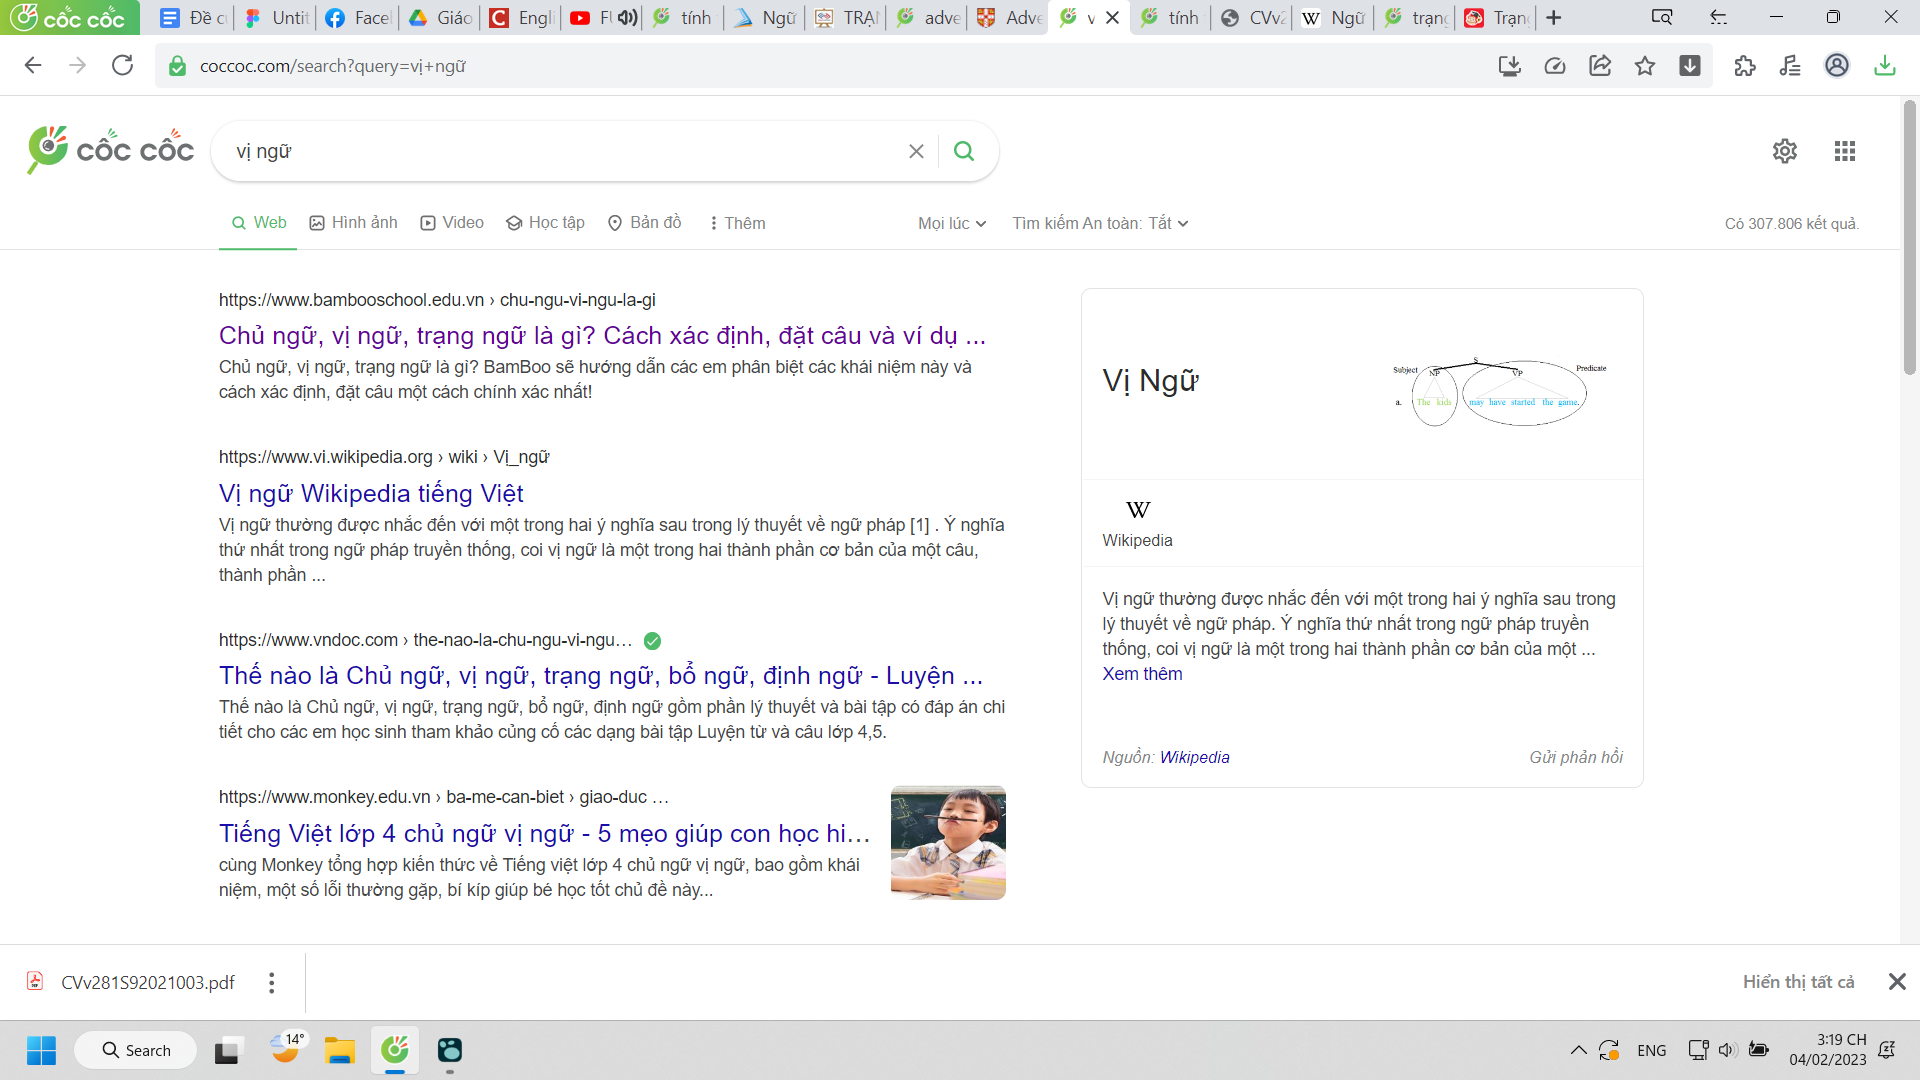 cốc cốc
Đề cư
Untit
Facel
Giáo
Engli
FU
tính
Ngữ
TRẠN
adve
Adve
v
tính
CVv2
Ngữ
trạng
Trạng
coccoc.com/search?query=vị+ngữ
cốc cốc
vị ngữ
Web
Hình ảnh
Video
Học tập
Bản đồ
Thêm
Mọi lúc
Tìm kiếm An toàn: Tắt
Có 307.806 kết quả.
https://www.bambooschool.edu.vn › chu-ngu-vi-ngu-la-gi
Chủ ngữ, vị ngữ, trạng ngữ là gì? Cách xác định, đặt câu và ví dụ ...
Chủ ngữ, vị ngữ, trạng ngữ là gì? BamBoo sẽ hướng dẫn các em phân biệt các khái niệm này và
cách xác định, đặt câu một cách chính xác nhất!
https://www.vi.wikipedia.org › wiki › Vị_ngữ
Vị ngữ Wikipedia tiếng Việt
Vị ngữ thường được nhắc đến với một trong hai ý nghĩa sau trong lý thuyết về ngữ pháp [1] . Ý nghĩa
thứ nhất trong ngữ pháp truyền thống, coi vị ngữ là một trong hai thành phần cơ bản của một câu,
thành phần ...
https://www.vndoc.com › the-nao-la-chu-ngu-vi-ngu…
Thế nào là Chủ ngữ, vị ngữ, trạng ngữ, bổ ngữ, định ngữ - Luyện ...
Thế nào là Chủ ngữ, vị ngữ, trạng ngữ, bổ ngữ, định ngữ gồm phần lý thuyết và bài tập có đáp án chi
tiết cho các em học sinh tham khảo củng cố các dạng bài tập Luyện từ và câu lớp 4,5.
https://www.monkey.edu.vn › ba-me-can-biet › giao-duc …
Tiếng Việt lớp 4 chủ ngữ vị ngữ - 5 mẹo giúp con học hi…
cùng Monkey tổng hợp kiến thức về Tiếng việt lớp 4 chủ ngữ vị ngữ, bao gồm khái
niệm, một số lỗi thường gặp, bí kíp giúp bé học tốt chủ đề này...
Vị Ngữ
S
Subject
NP
VP
Predicate
a.
The kids
may have started the game.
W
Wikipedia
Vị ngữ thường được nhắc đến với một trong hai ý nghĩa sau trong
lý thuyết về ngữ pháp. Ý nghĩa thứ nhất trong ngữ pháp truyền
thống, coi vị ngữ là một trong hai thành phần cơ bản của một ...
Xem thêm
Nguồn: Wikipedia
Gửi phản hồi
CVv281S92021003.pdf
Hiển thị tất cả
Search
14°
ENG
3:19 CH
04/02/2023